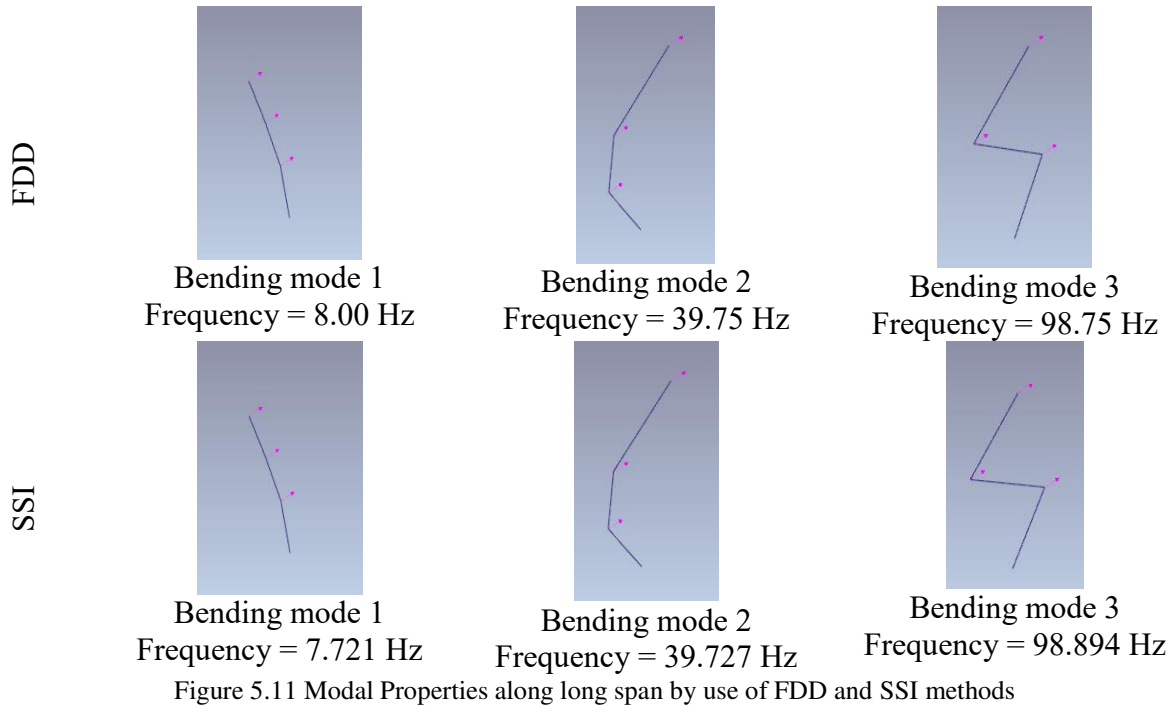 FDD
Bending mode 1
Frequency = 8.00 Hz
Bending mode 2
Frequency = 39.75 Hz
Bending mode 3
Frequency = 98.75 Hz
SSI
Bending mode 1
Frequency = 7.721 Hz
Bending mode 2
Frequency = 39.727 Hz
Bending mode 3
Frequency = 98.894 Hz
Figure 5.11 Modal Properties along long span by use of FDD and SSI methods